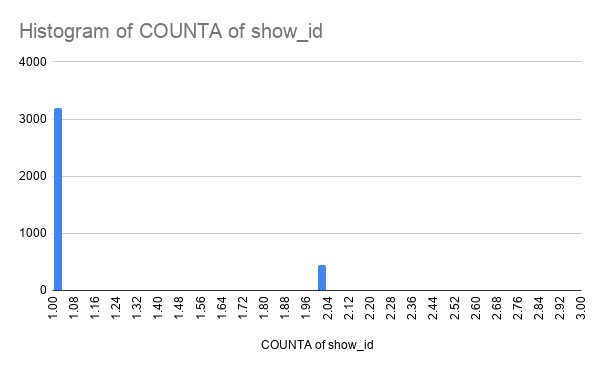 Histogram of COUNTA of show_id
4000
3000
2000
1000
0
1.00 1.08 1.16 1.24 1.32 1.40 1.48 1.56 1.64 1.72 1.80 1.88 1.96 2.04 2.12 2.20 2.28 2.36 2.44 2.52 2.60 2.68 2.76 2.84 2.92 3.00
COUNTA of show_id